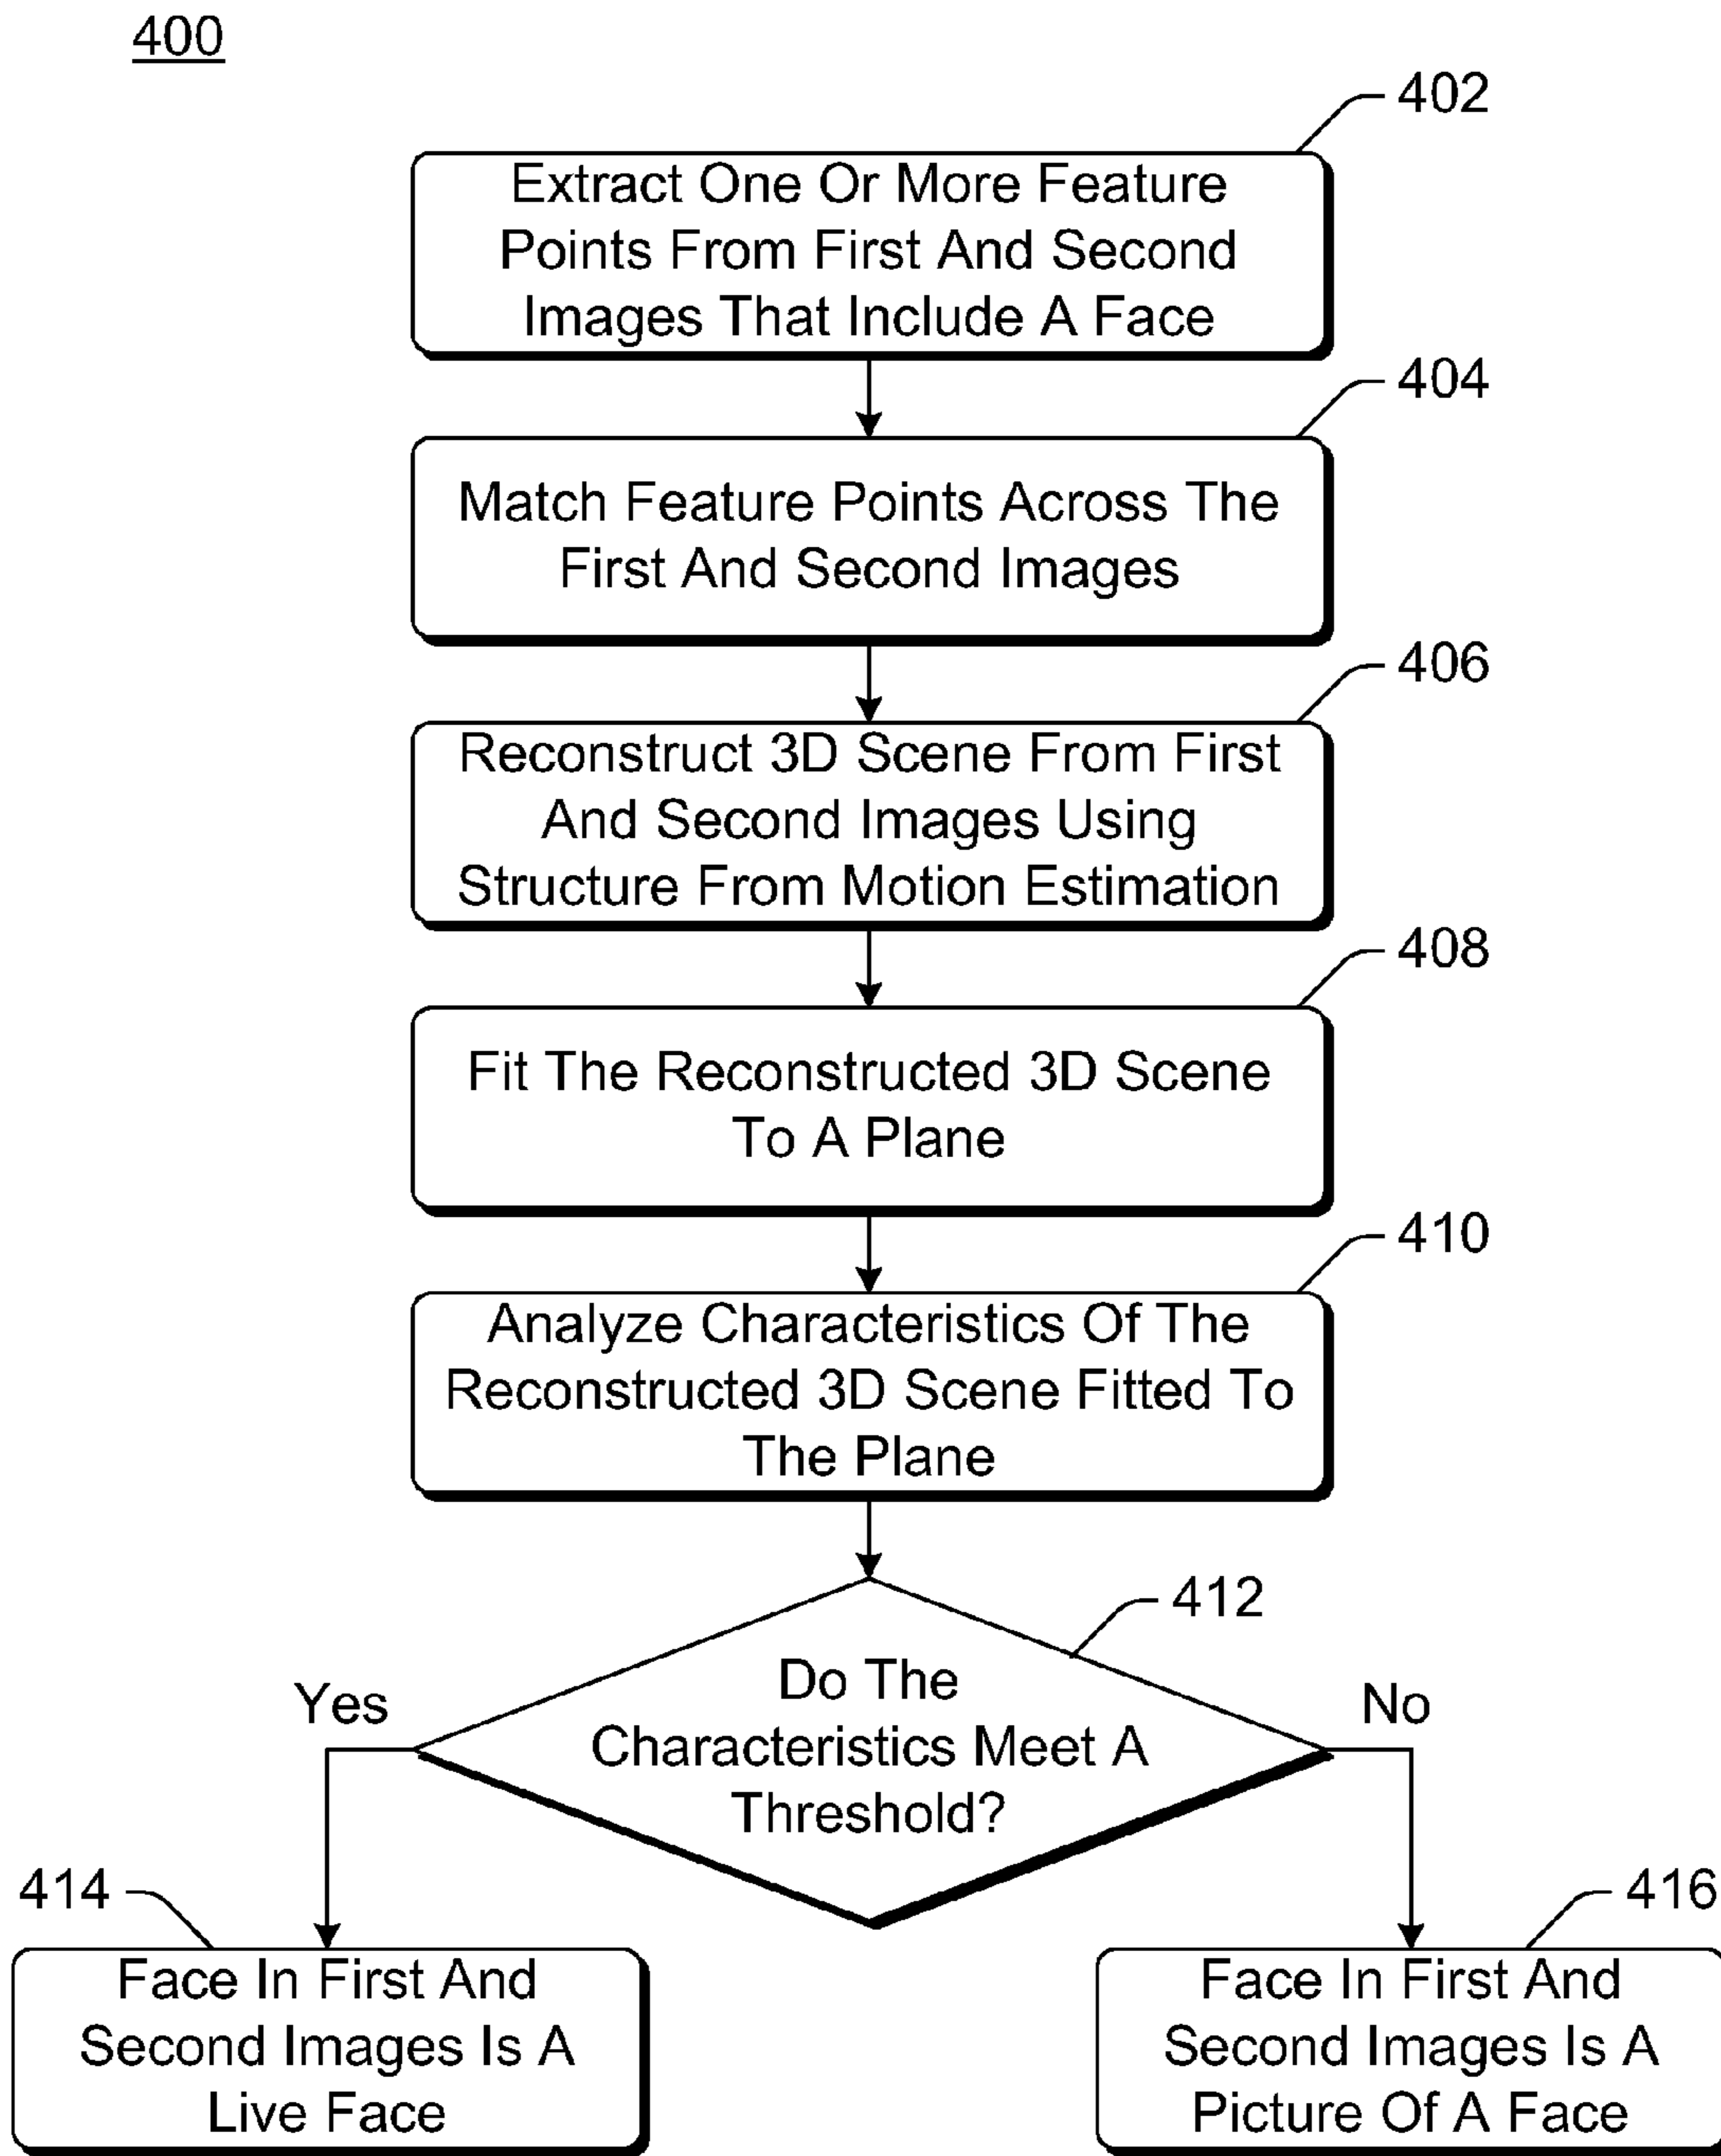 400
402
Extract One Or More Feature
Points From First And Second
Images That Include A Face
404
Match Feature Points Across The
First And Second Images
406
Reconstruct 3D Scene From First
And Second Images Using
Structure From Motion Estimation
408
Fit The Reconstructed 3D Scene
To A Plane
410
Analyze Characteristics Of The
Reconstructed 3D Scene Fitted To
The Plane
412
Do The
Characteristics Meet A
Threshold?
Yes
No
414
Face In First And
Second Images Is A
Live Face
416
Face In First And
Second Images Is A
Picture Of A Face